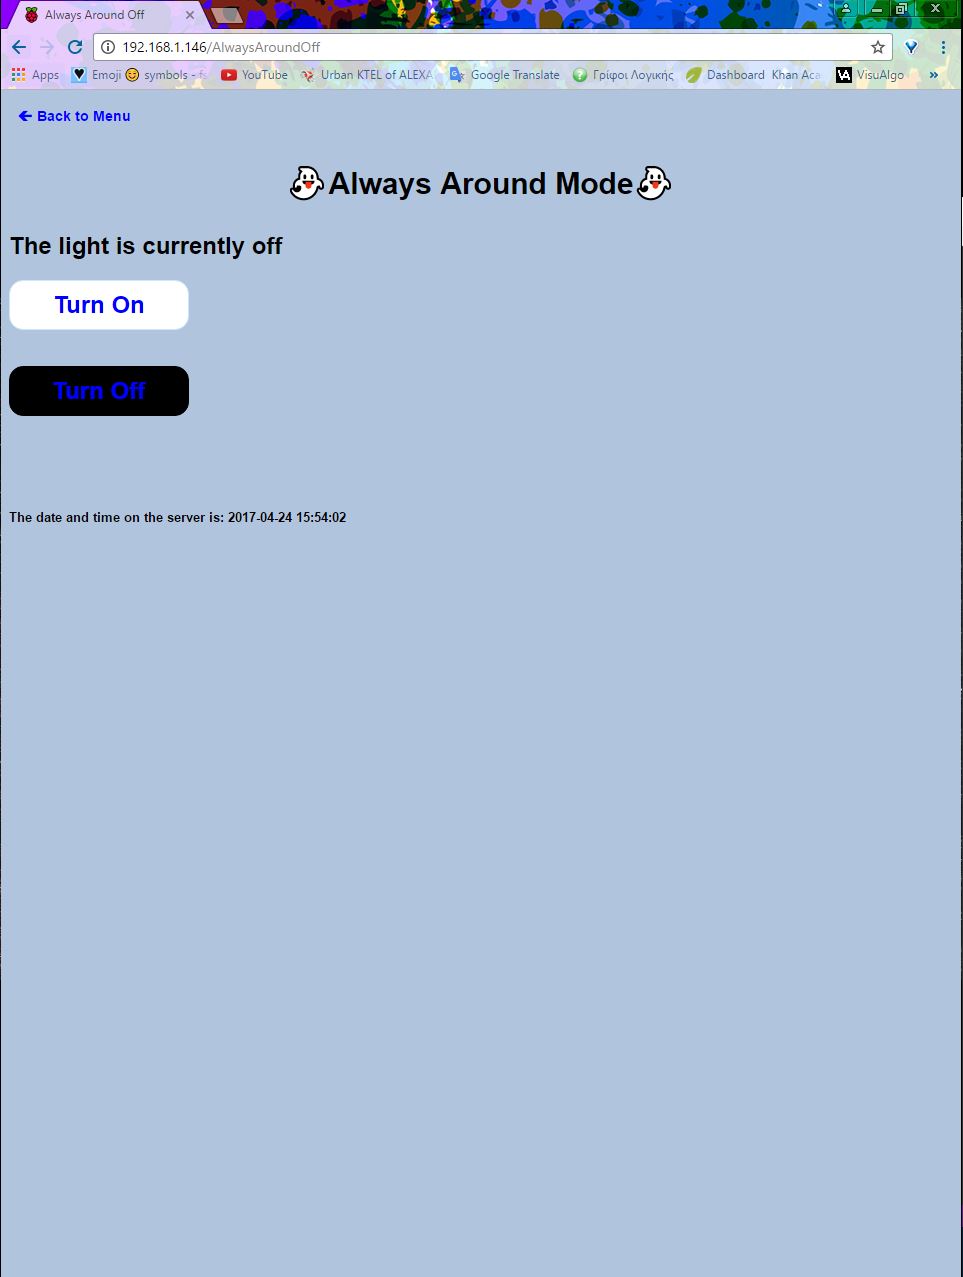 Always Around Off
192.168.1.146/AlwaysAroundOff
Apps Emoji 😊 symbols - fs YouTube Urban KTEL of ALEXA Google Translate Γρίφοι Λογικής Dashboard Khan Aca VisuAlgo »
← Back to Menu
👻Always Around Mode👻
The light is currently off
Turn On
Turn Off
The date and time on the server is: 2017-04-24 15:54:02